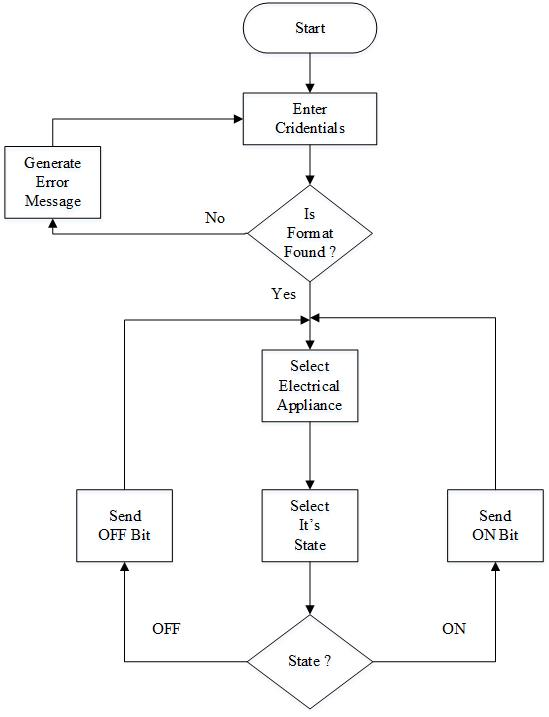 Start
Enter
Cridentials
Generate
Error
Message
Is
Format
Found ?
No
Yes
Select
Electrical
Appliance
Send
OFF Bit
Select
It’s
State
Send
ON Bit
OFF
ON
State ?